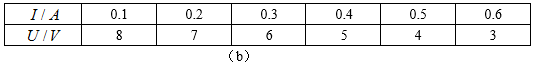 I / A 0.1 0.2 0.3 0.4 0.5 0.6
U / V 8 7 6 5 4 3
（b）